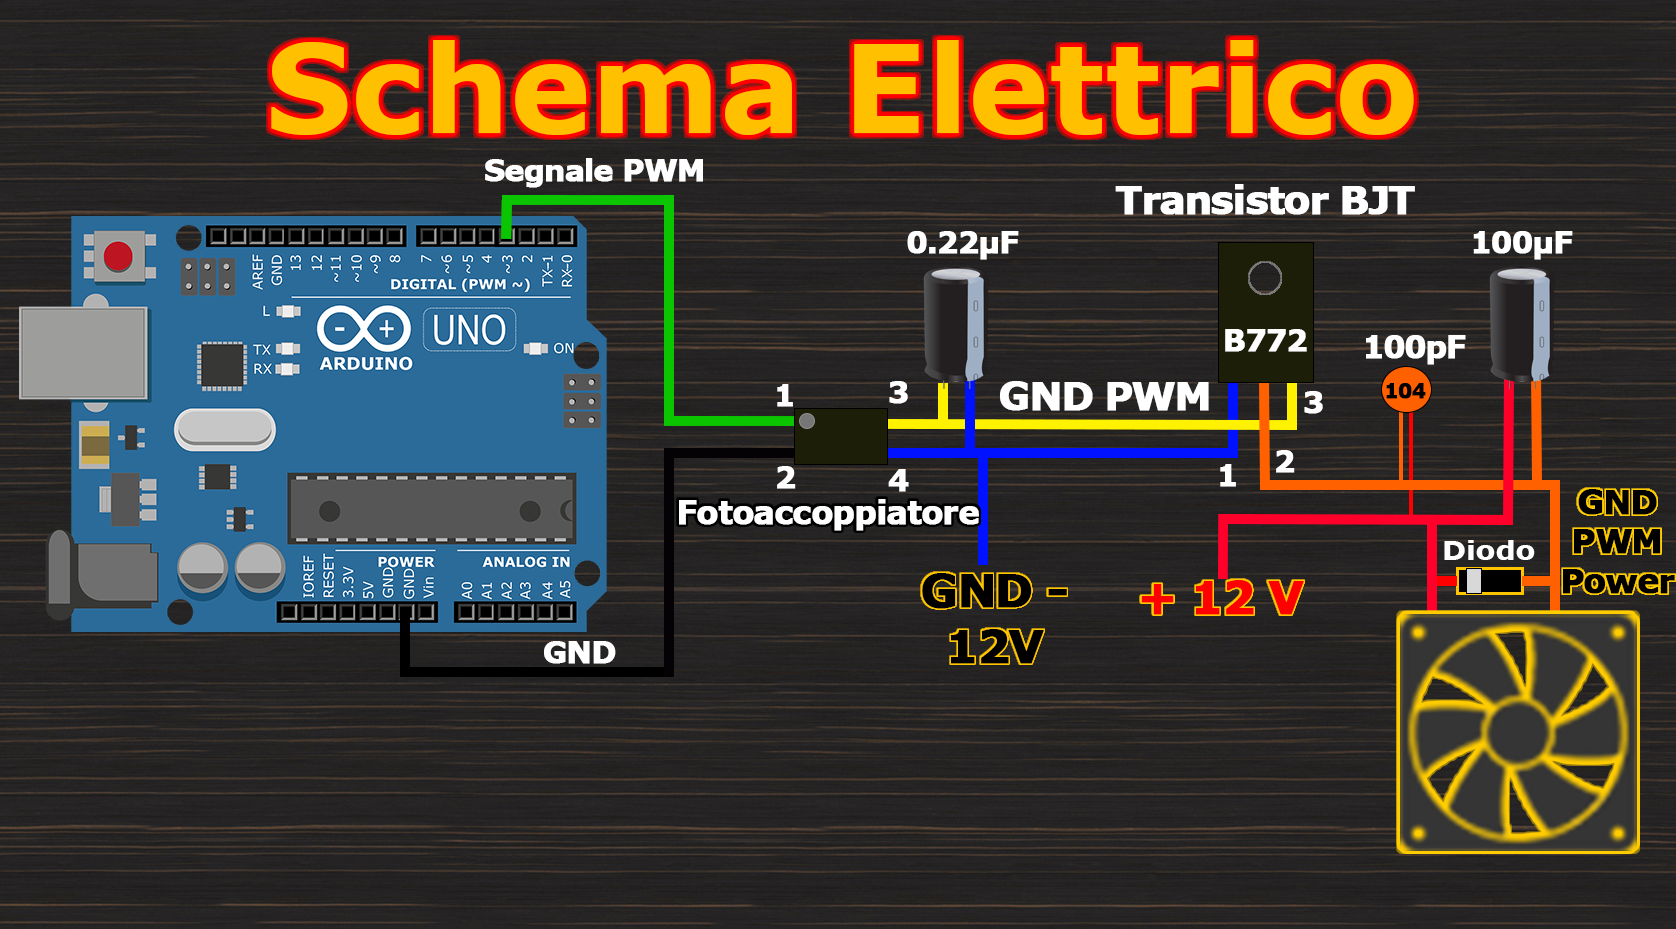 Schema Elettrico
Segnale PWM
Transistor BJT
0.22µF
100µF
AREF
GND
13
12
~11
~10
~9
8
7
~6
~5
4
~3
2
TX→1
RX←0
DIGITAL (PWM ~)
L
TX
RX
ARDUINO
UNO
ON
B772
100pF
104
1
3
GND PWM
3
2
4
1
2
Fotoaccoppiatore
GND
PWM
Power
Diodo
IOREF
RESET
3.3V
5V
GND
GND
Vin
POWER
ANALOG IN
A0
A1
A2
A3
A4
A5
GND -
12V
+ 12 V
GND